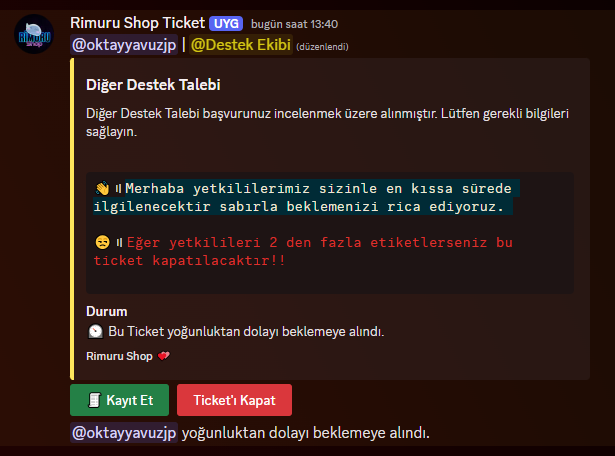 RIMURU
SHOP
Rimuru Shop Ticket UYG bugün saat 13:40
@oktayyavuzjp | @Destek Ekibi (düzenlendi)
Diğer Destek Talebi
Diğer Destek Talebi başvurunuz incelenmek üzere alınmıştır. Lütfen gerekli bilgileri
sağlayın.
👋 ॥Merhaba yetkililerimiz sizinle en kıssa sürede
ilgilenecektir sabırla beklemenizi rica ediyoruz.
😒 ॥Eğer yetkilileri 2 den fazla etiketlerseniz bu
ticket kapatılacaktır!!
Durum
Bu Ticket yoğunluktan dolayı beklemeye alındı.
Rimuru Shop 💔
Kayıt Et
Ticket'ı Kapat
@oktayyavuzjp yoğunluktan dolayı beklemeye alındı.